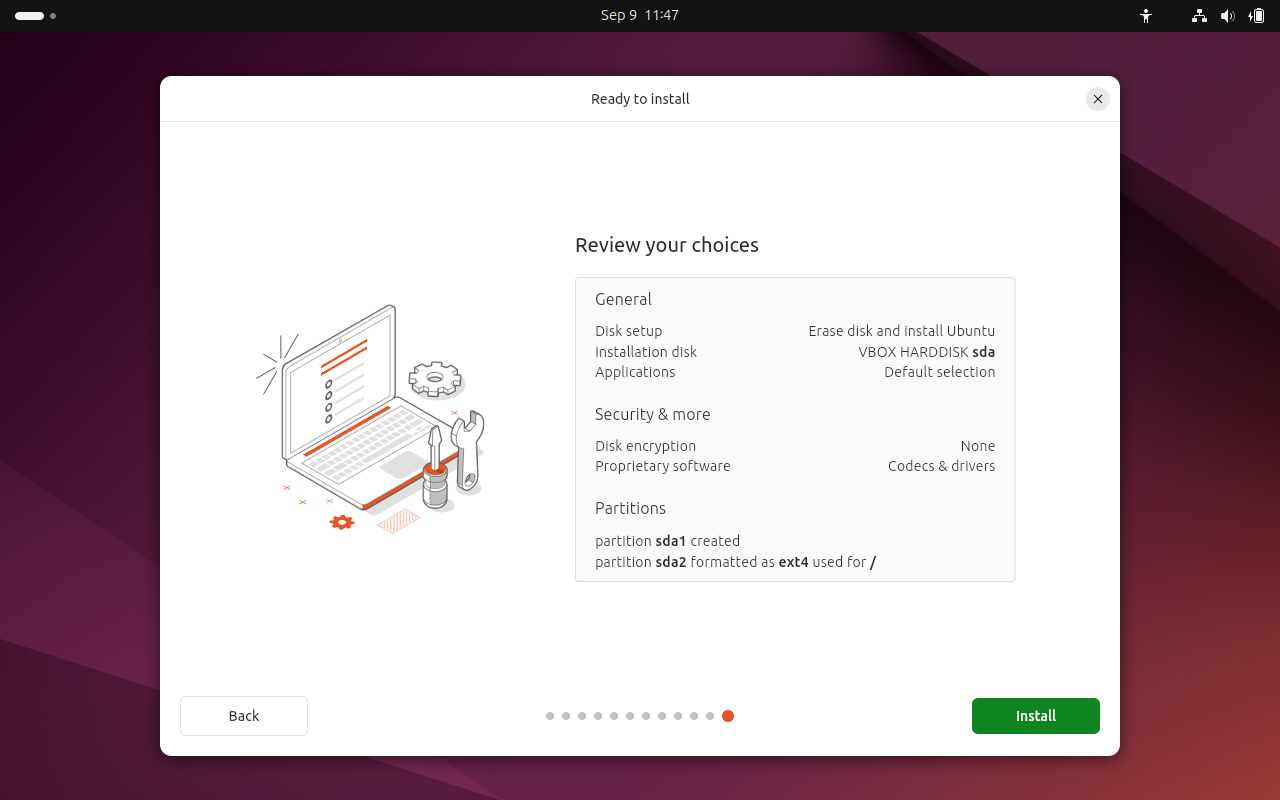 Sep 9 11:47
Ready to install
Review your choices
General
Disk setup Erase disk and install Ubuntu
Installation disk VBOX HARDDISK sda
Applications Default selection
Security & more
Disk encryption None
Proprietary software Codecs & drivers
Partitions
partition sda1 created
partition sda2 formatted as ext4 used for /
Back Install